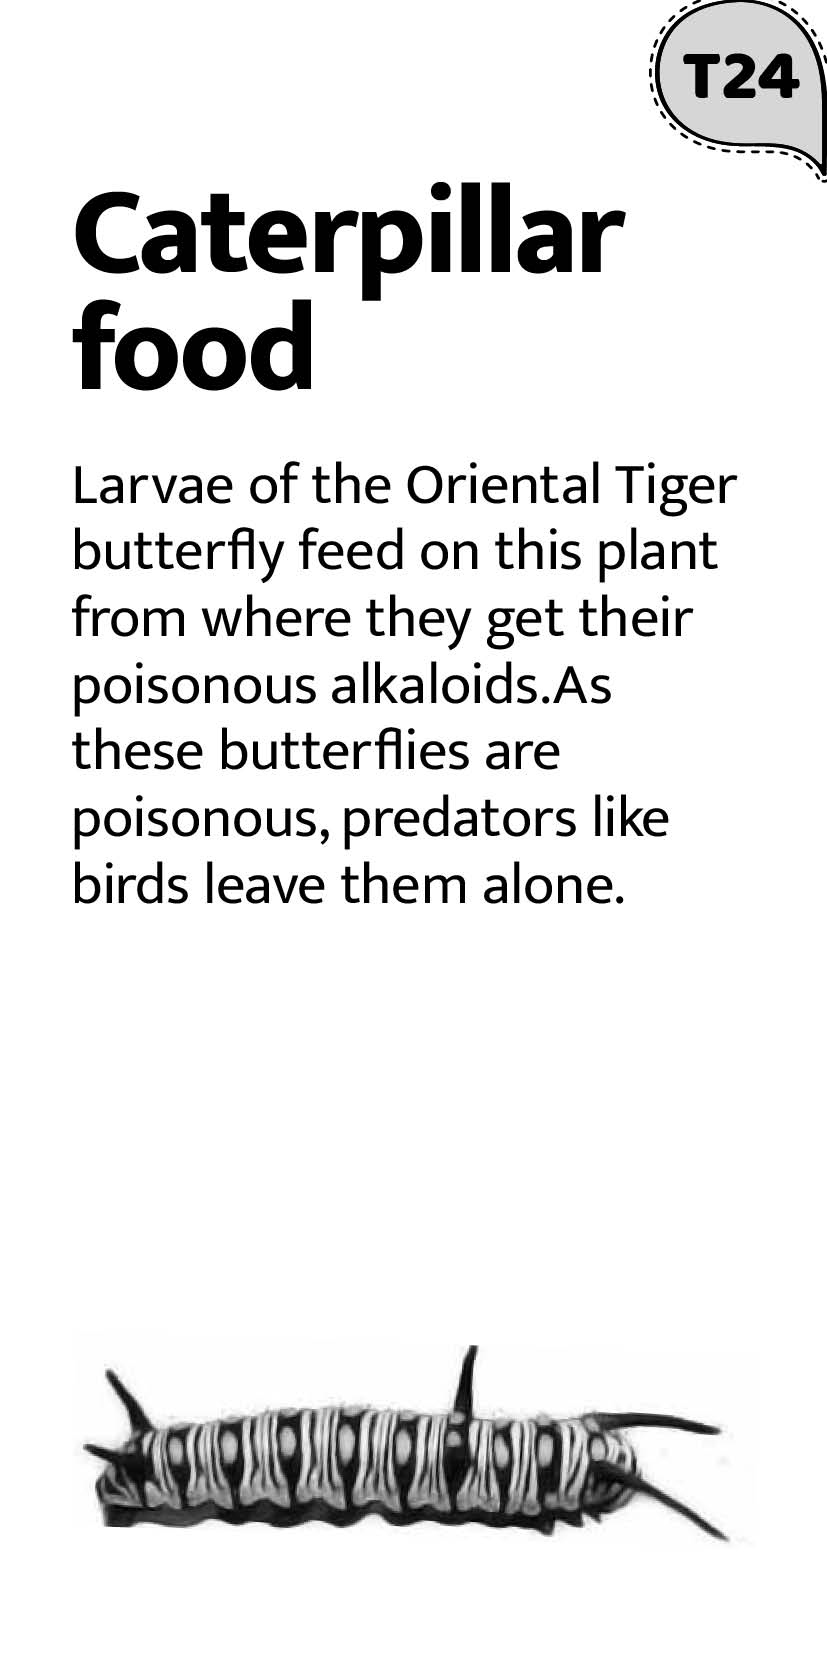 T24
Caterpillar
food
Larvae of the Oriental Tiger
butterfly feed on this plant
from where they get their
poisonous alkaloids.As
these butterflies are
poisonous, predators like
birds leave them alone.